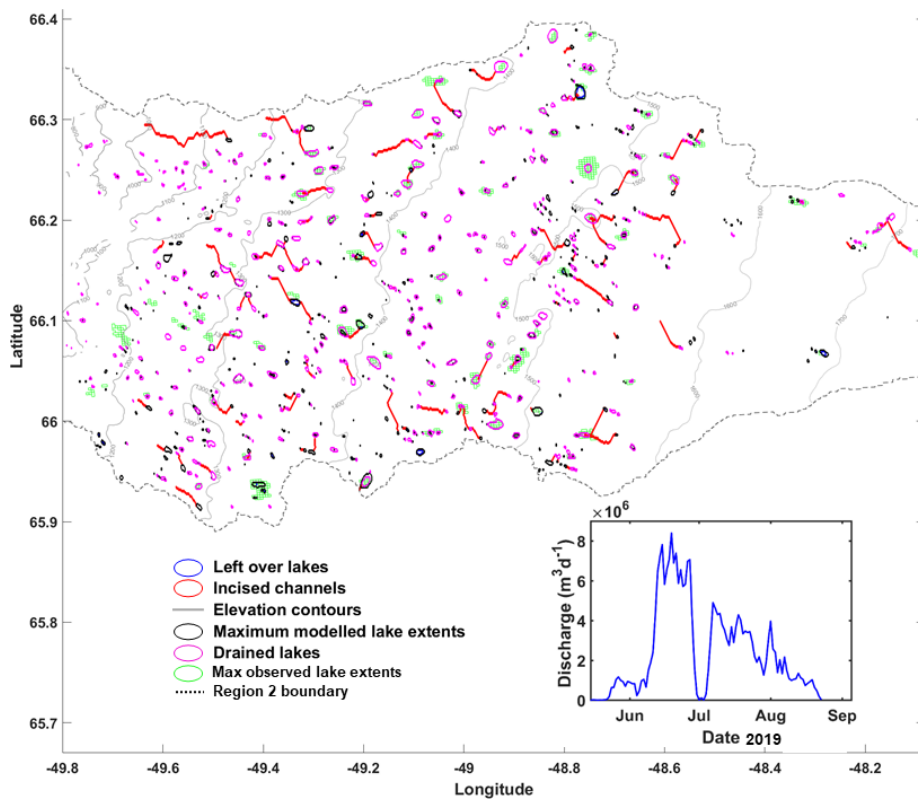 66.4
66.3
66.2
66.1
66
65.9
65.8
65.7
Latitude
-49.8
-49.6
-49.4
-49.2
-49
-48.8
-48.6
-48.4
-48.2
Longitude
Left over lakes
Incised channels
Elevation contours
Maximum modelled lake extents
Drained lakes
Max observed lake extents
Region 2 boundary
×10⁶
8
6
4
2
0
Discharge (m³d⁻¹)
Jun
Jul
Aug
Sep
Date 2019